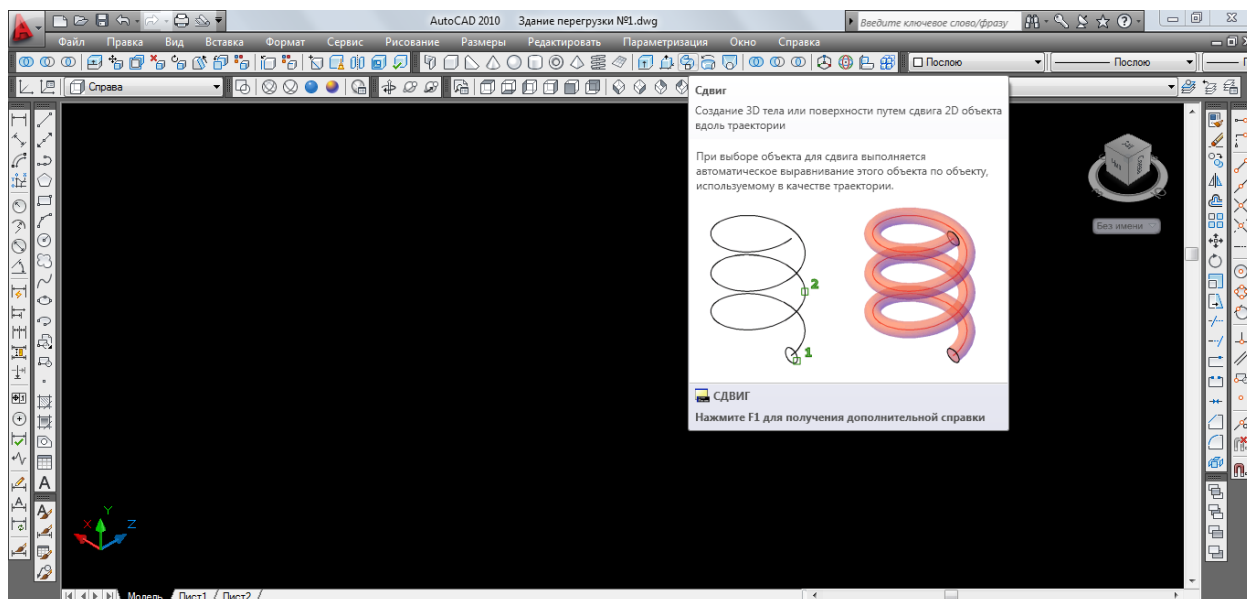 AutoCAD 2010 Здание перегрузки №1.dwg
Введите ключевое слово/фразу
Файл Правка Вид Вставка Формат Сервис Рисование Размеры Редактировать Параметризация Окно Справка
Послою
Послою
Справа
Сдвиг
Создание 3D тела или поверхности путем сдвига 2D объекта
вдоль траектории
При выборе объекта для сдвига выполняется
автоматическое выравнивание этого объекта по объекту,
используемому в качестве траектории.
2
1
СДВИГ
Нажмите F1 для получения дополнительной справки
Без имени
X
Y
Z
Модель Лист1 Лист2